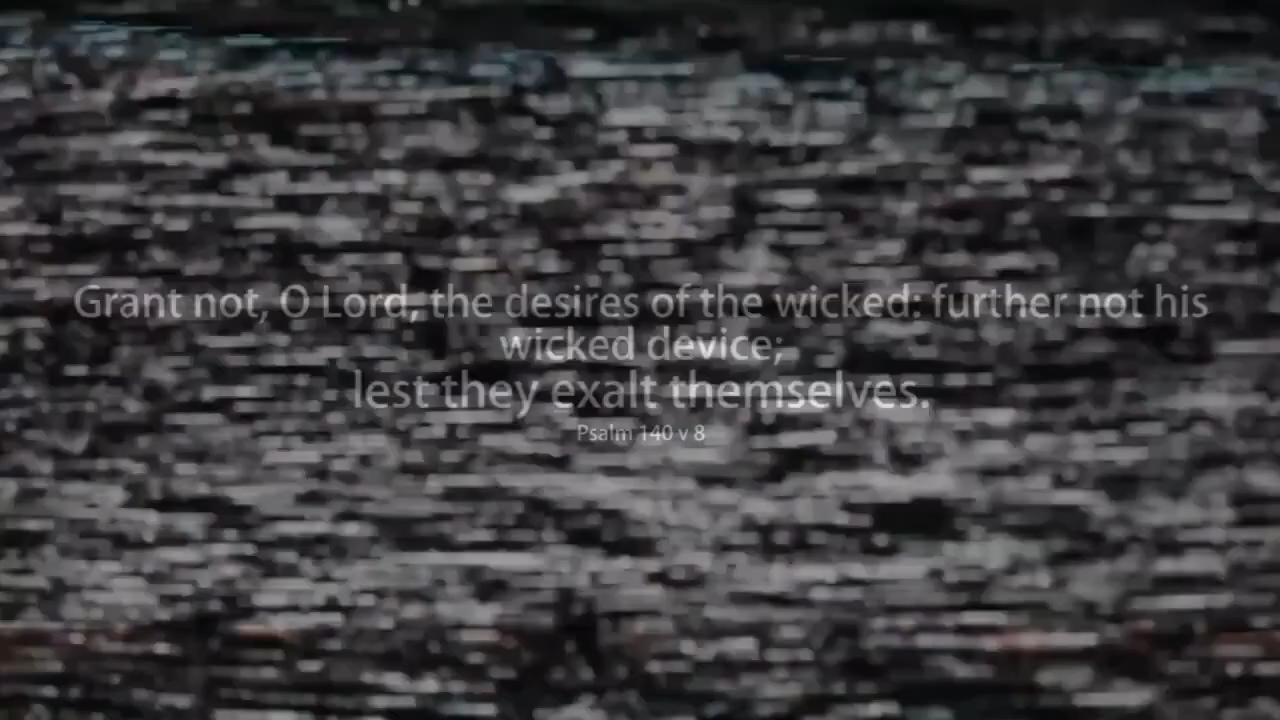 Grant not, O Lord, the desires of the wicked: further not his
wicked device;
lest they exalt themselves.
Psalm 140 v 8